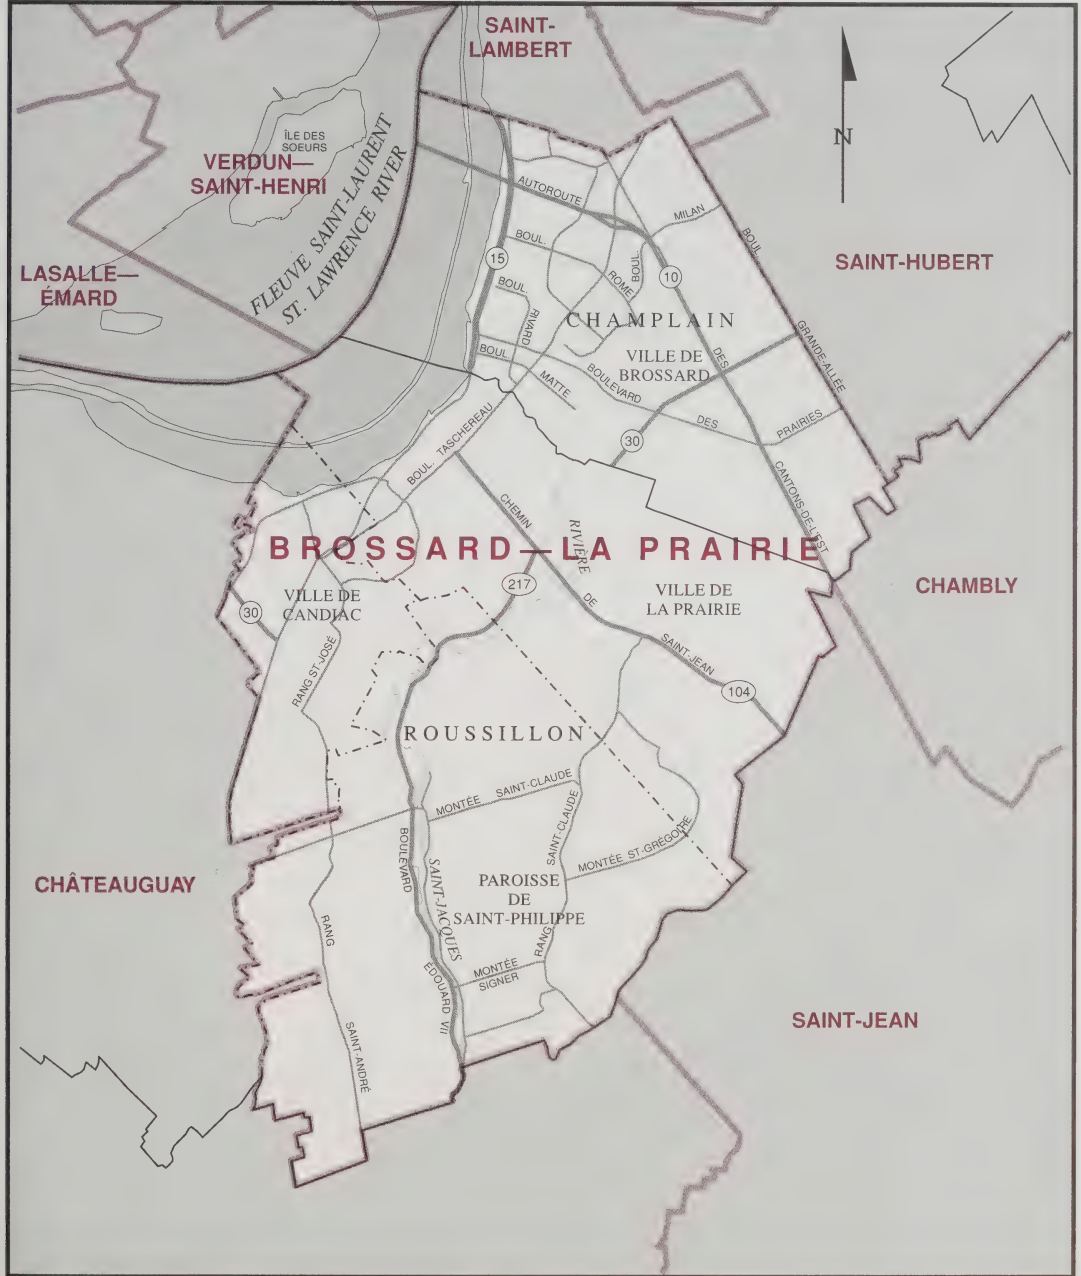 SAINT-
LAMBERT
ÎLE DES
SOEURS
VERDUN—
SAINT-HENRI
FLEUVE SAINT-LAURENT
ST. LAWRENCE RIVER
N
LASALLE—
ÉMARD
SAINT-HUBERT
AUTOROUTE
MILAN
BOUL.
BOUL.
BOUL.
ROME
15
10
BOUL.
RIVARD
CHAMPLAIN
GRANDE-ALLÉE
VILLE DE
BROSSARD
DES
BOUL
MATTE
BOULEVARD
DES
PRAIRIES
30
BOUL. TASCHEREAU
CANTONS-DE-L'EST
CHEMIN
RIVIÈRE
BROSSARD—LA PRAIRIE
217
DE
VILLE DE
LA PRAIRIE
CHAMBLY
VILLE DE
CANDIAC
30
RANG ST-JOSÉ
SAINT-JEAN
104
ROUSSILLON
MONTÉE SAINT-CLAUDE
SAINT-CLAUDE
MONTÉE ST-GRÉGOIRE
BOULEVARD
SAINT-JACQUES
CHÂTEAUGUAY
PAROISSE
DE
SAINT-PHILIPPE
RANG
RANG
MONTÉE
SIGNER
ÉDOUARD VII
SAINT-ANDRÉ
SAINT-JEAN